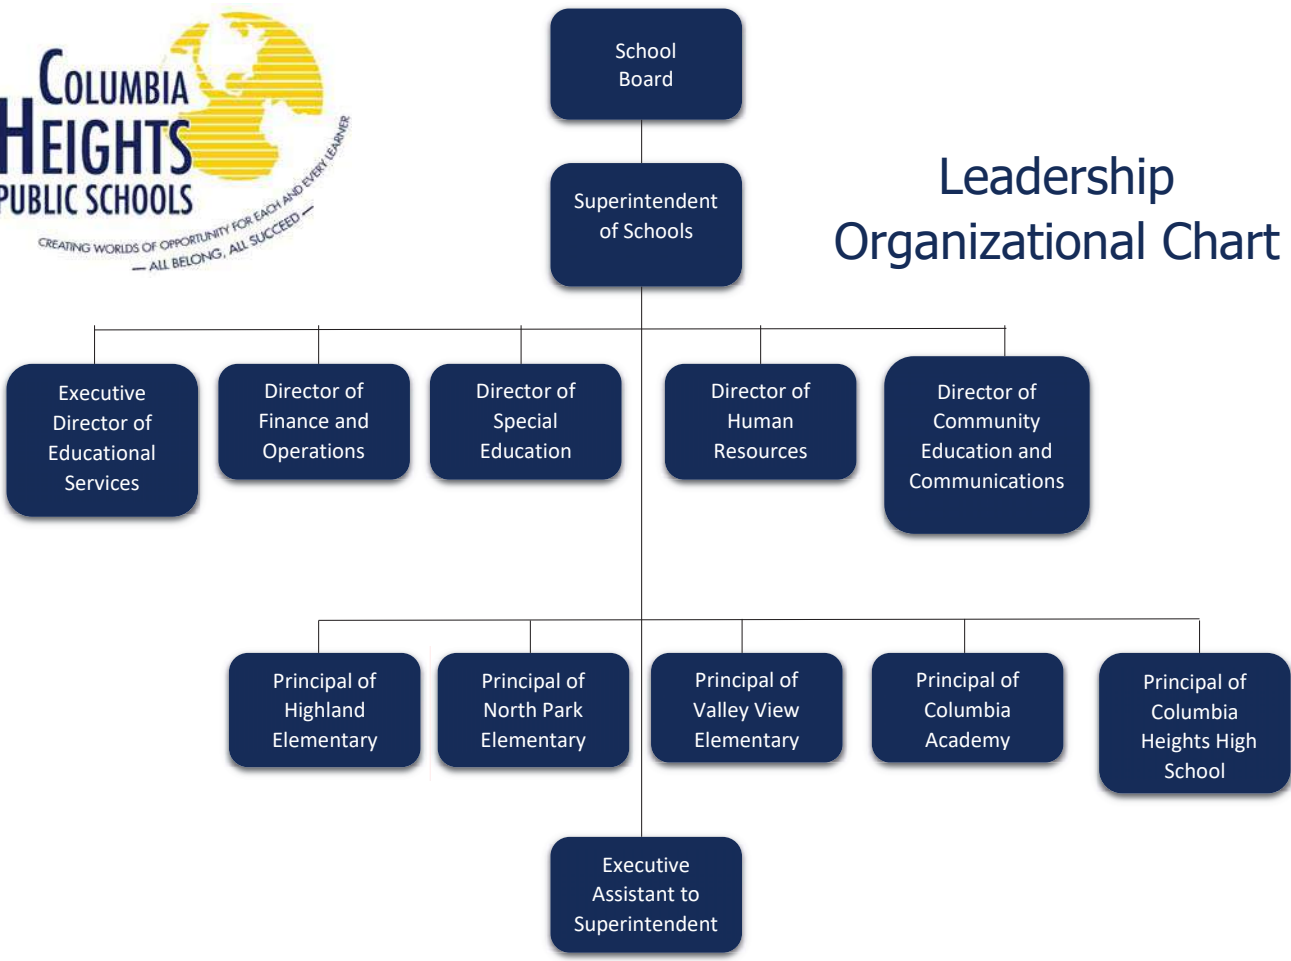 COLUMBIA
HEIGHTS
PUBLIC SCHOOLS
CREATING WORLDS OF OPPORTUNITY FOR EACH AND EVERY LEARNER
— ALL BELONG, ALL SUCCEED —
Leadership
Organizational Chart
School
Board
Superintendent
of Schools
Executive
Director of
Educational
Services
Director of
Finance and
Operations
Director of
Special
Education
Director of
Human
Resources
Director of
Community
Education and
Communications
Principal of
Highland
Elementary
Principal of
North Park
Elementary
Principal of
Valley View
Elementary
Principal of
Columbia
Academy
Principal of
Columbia
Heights High
School
Executive
Assistant to
Superintendent